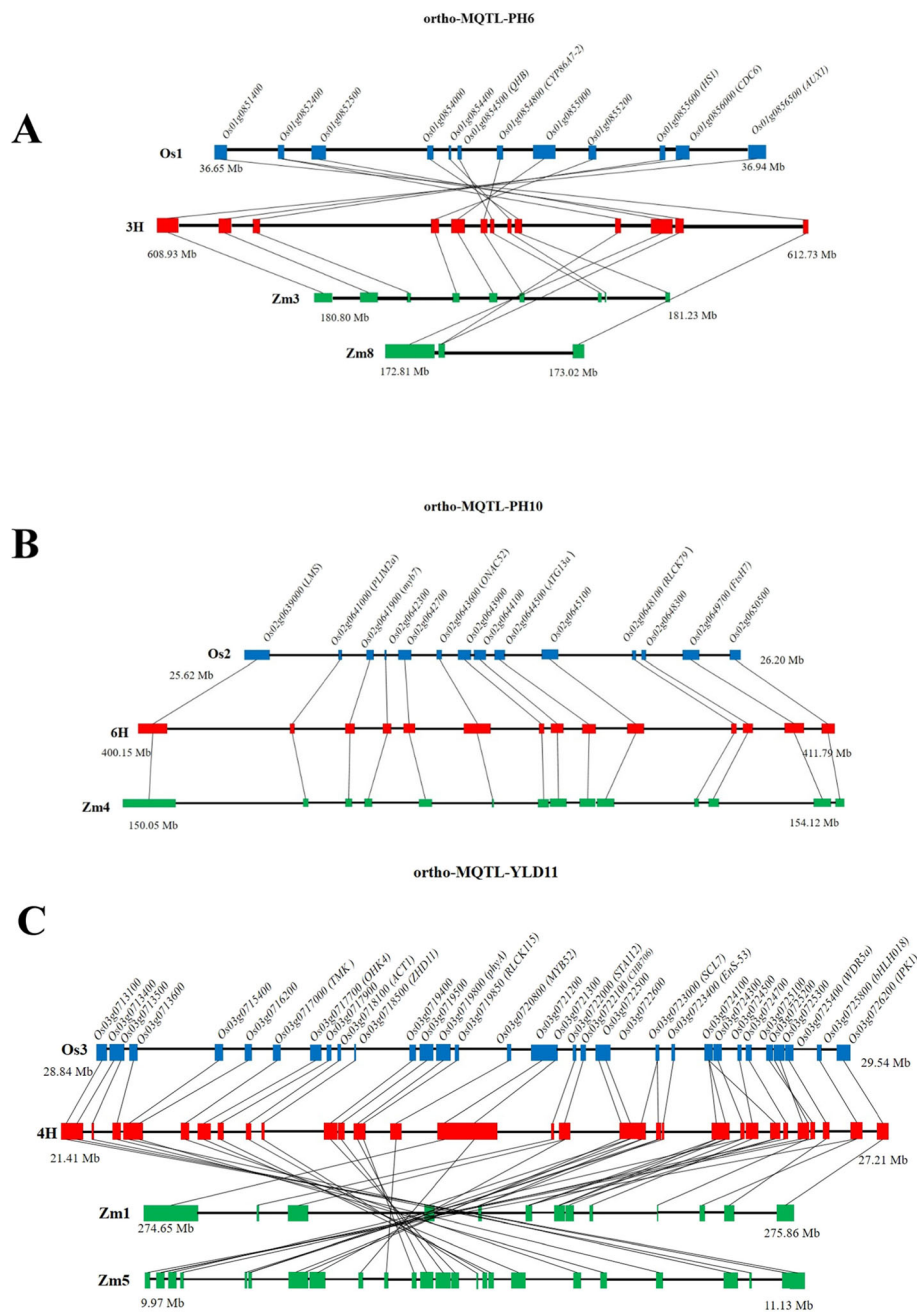 ortho-MQTL-PH6
A
Os01g0851400
Os01g0852400
Os01g0852500
Os01g0854000
Os01g0854400
Os01g0854500 (QHB)
Os01g0854800 (CYP86A7-2)
Os01g0855000
Os01g0855200
Os01g0855600 (HS1)
Os01g0856000 (CDC6)
Os01g0856500 (AUX1)
Os1
36.65 Mb
36.94 Mb
3H
608.93 Mb
612.73 Mb
Zm3
180.80 Mb
181.23 Mb
Zm8
172.81 Mb
173.02 Mb
ortho-MQTL-PH10
B
Os02g0639000 (LMS)
Os02g0641000 (PLIM2a)
Os02g0641900 (myb7)
Os02g0642300
Os02g0642700
Os02g0643600 (ONAC52)
Os02g0643900
Os02g0644100
Os02g0644500 (ATG13a)
Os02g0645100
Os02g0648100 (RLCK79)
Os02g0648300
Os02g0649700 (FtsH7)
Os02g0650500
Os2
25.62 Mb
26.20 Mb
6H
400.15 Mb
411.79 Mb
Zm4
150.05 Mb
154.12 Mb
ortho-MQTL-YLD11
C
Os03g0713100
Os03g0713400
Os03g0713500
Os03g0713600
Os03g0715400
Os03g0716200
Os03g0717000 (TMK)
Os03g0717700 (OHK4)
Os03g0717900
Os03g0718100 (ACT1)
Os03g0718500 (ZHD11)
Os03g0719400
Os03g0719500
Os03g0719800 (phyA)
Os03g0719850 (RLCK115)
Os03g0720800 (MYB52)
Os03g0721200
Os03g0721300
Os03g0722000 (STA112)
Os03g0722100
Os03g0722500
Os03g0722600
Os03g0723000 (SCL7)
Os03g0723400 (EnS-53)
Os03g0724100
Os03g0724300
Os03g0724500
Os03g0724700
Os03g0725100
Os03g0725400 (WDR5a)
Os03g0725800 (bHLH018)
Os03g0726200 (IPK1)
Os3
28.84 Mb
29.54 Mb
4H
21.41 Mb
27.21 Mb
Zm1
274.65 Mb
275.86 Mb
Zm5
9.97 Mb
11.13 Mb